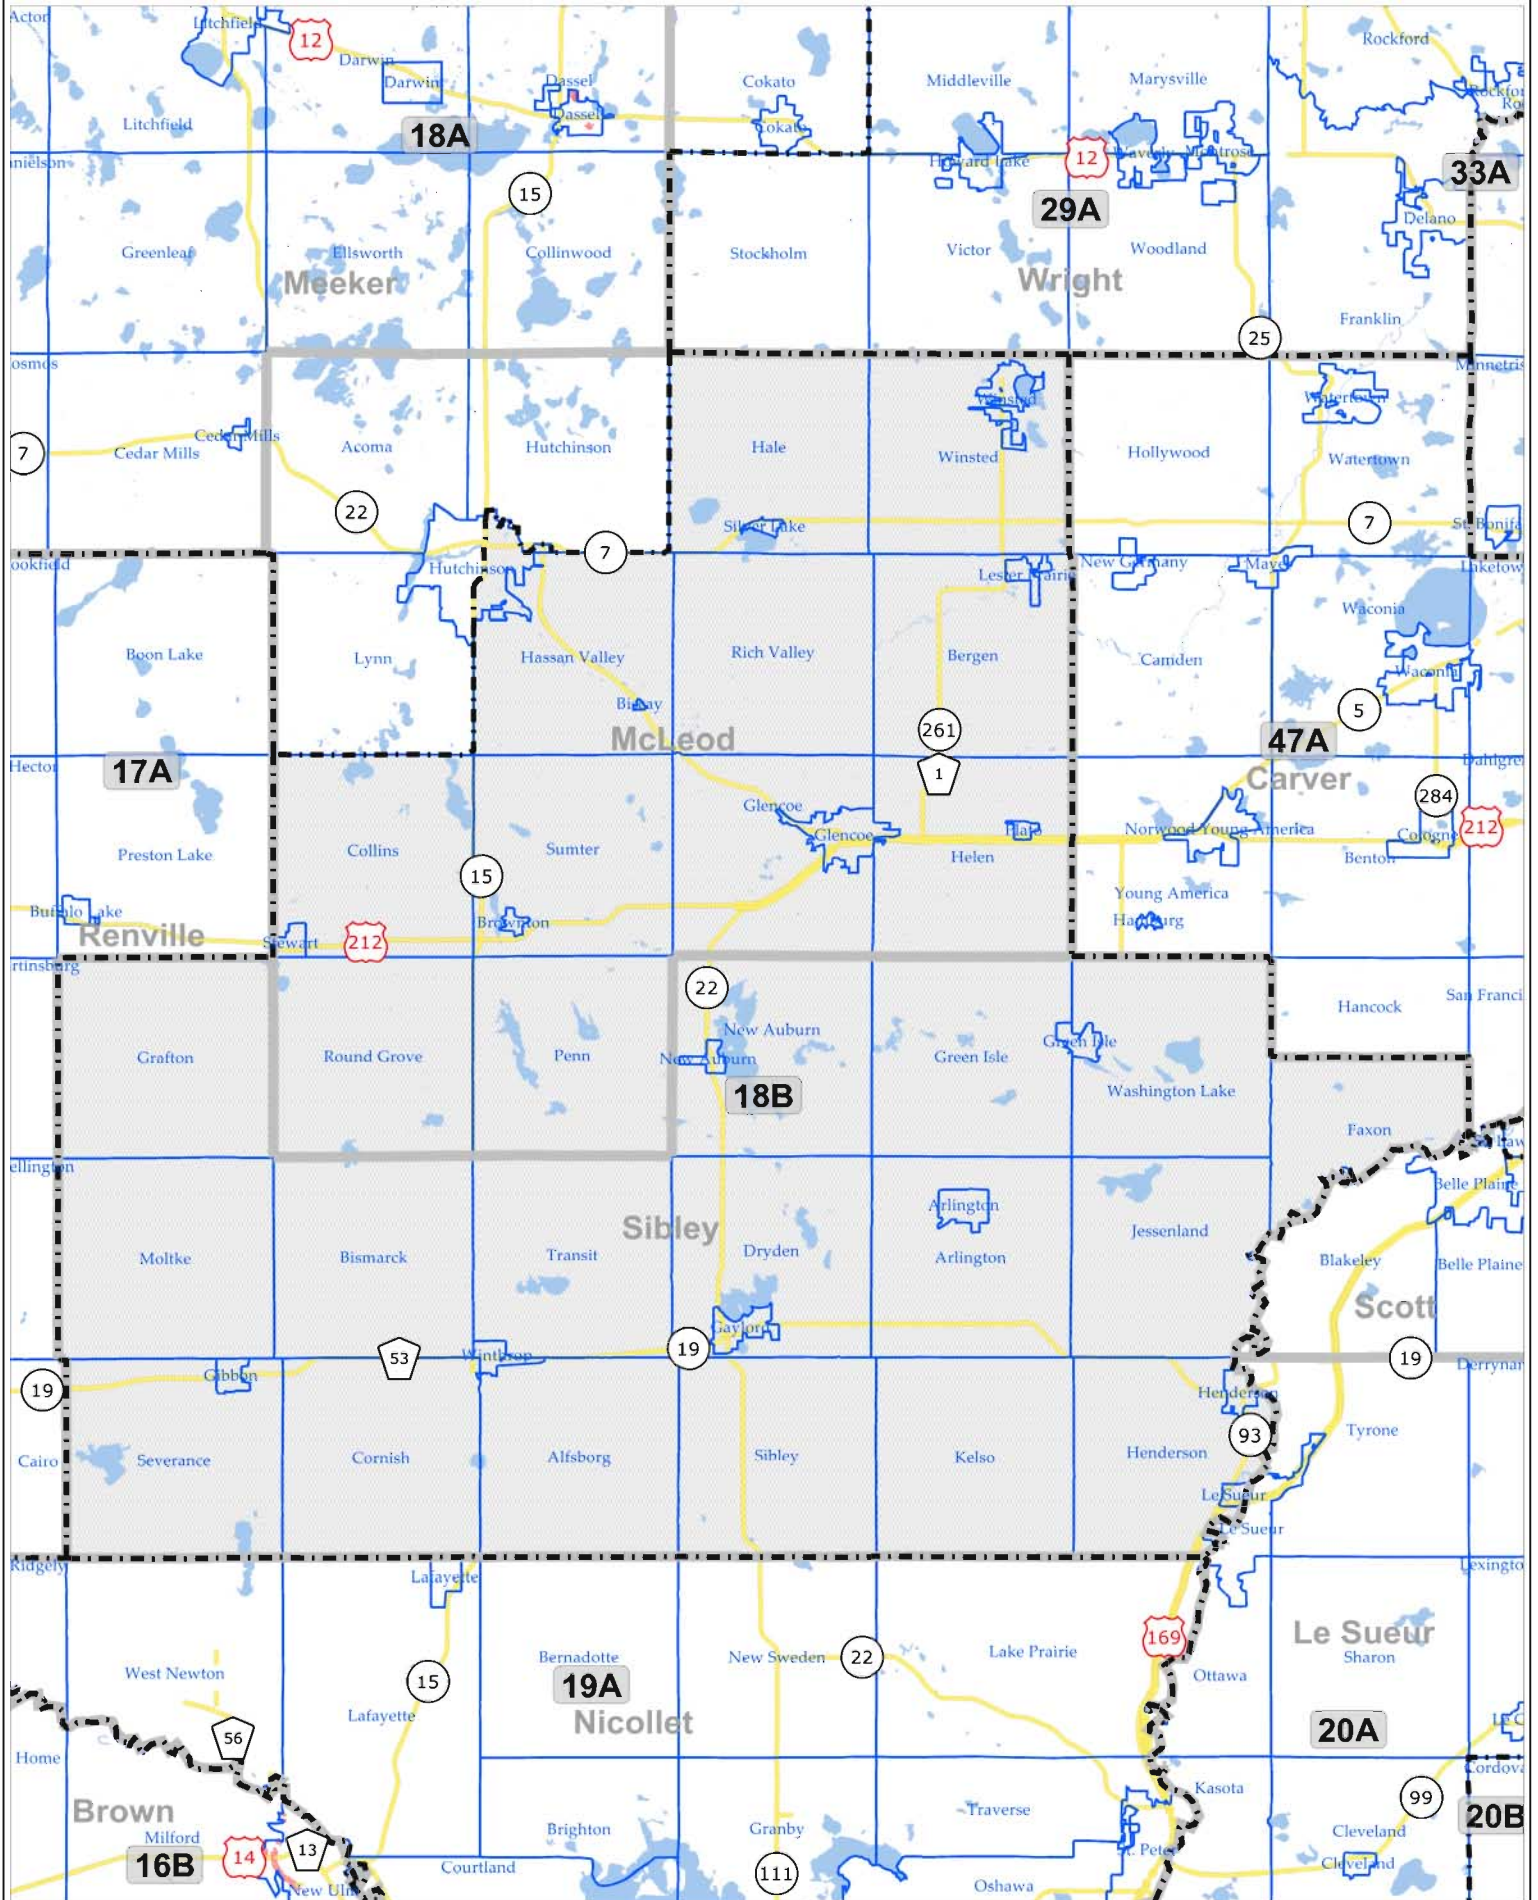 Acton
Litchfield
12
Rockford
Darwin
Darwin
Dassel
Cokato
Middleville
Marysville
Dassel
Litchfield
18A
Cokato
Howard Lake
12
Waverly
Montrose
33A
15
29A
Delano
Greenleaf
Ellsworth
Collinwood
Stockholm
Victor
Woodland
Meeker
Wright
Franklin
25
Winsted
Watertown
Cedar Mills
7
Cedar Mills
Acoma
Hutchinson
Hale
Winsted
Hollywood
Watertown
22
Silver Lake
7
7
Hutchinson
Lester Prairie
New Germany
Mayer
Waconia
Boon Lake
Lynn
Hassan Valley
Rich Valley
Bergen
Camden
Waconia
Biscay
5
261
McLeod
47A
Hector
17A
1
Carver
284
Glencoe
Glencoe
Plato
Norwood Young America
Cologne
212
Preston Lake
Collins
Sumter
Helen
Benton
15
Young America
Buffalo Lake
Brownton
Hamburg
Renville
Stewart
212
22
Hancock
New Auburn
Grafton
Round Grove
Penn
New Auburn
Green Isle
Green Isle
18B
Washington Lake
Faxon
Belle Plaine
Arlington
Sibley
Jessenland
Moltke
Bismarck
Transit
Dryden
Arlington
Blakeley
Belle Plaine
Scott
Gaylord
53
Winthrop
19
19
Gibbon
19
Henderson
93
Tyrone
Cairo
Severance
Cornish
Alfsborg
Sibley
Kelso
Henderson
Le Sueur
Le Sueur
Ridgely
Lafayette
169
Le Sueur
Bernadotte
New Sweden
22
Lake Prairie
Sharon
West Newton
15
19A
Ottawa
Lafayette
Nicollet
20A
56
Home
Kasota
99
Brown
Traverse
20B
Milford
Brighton
Granby
Cleveland
16B
14
13
Courtland
111
St. Peter
Cleveland
New Ulm
Oshawa